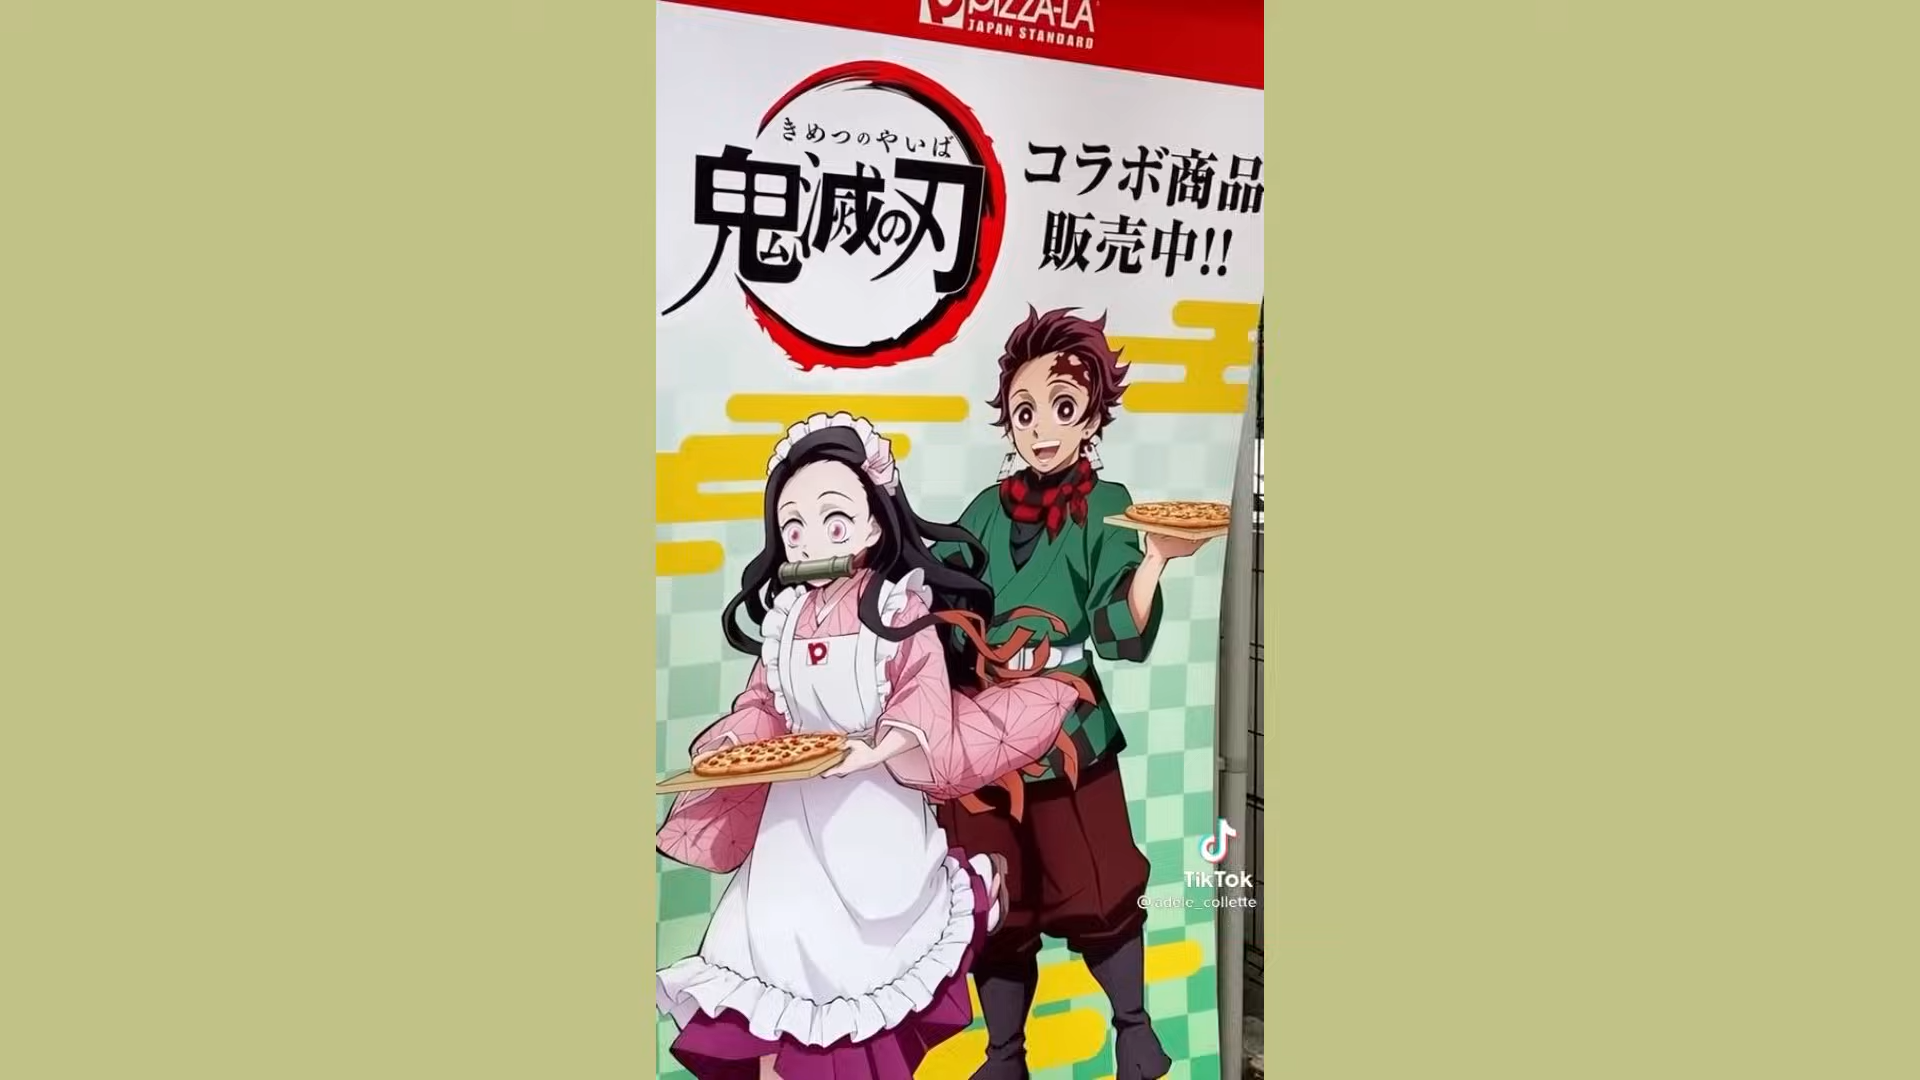 PIZZA-LA
JAPAN STANDARD
きめつのやいば
鬼滅の刃
コラボ商品
販売中!!
P
TikTok
@adele_collette